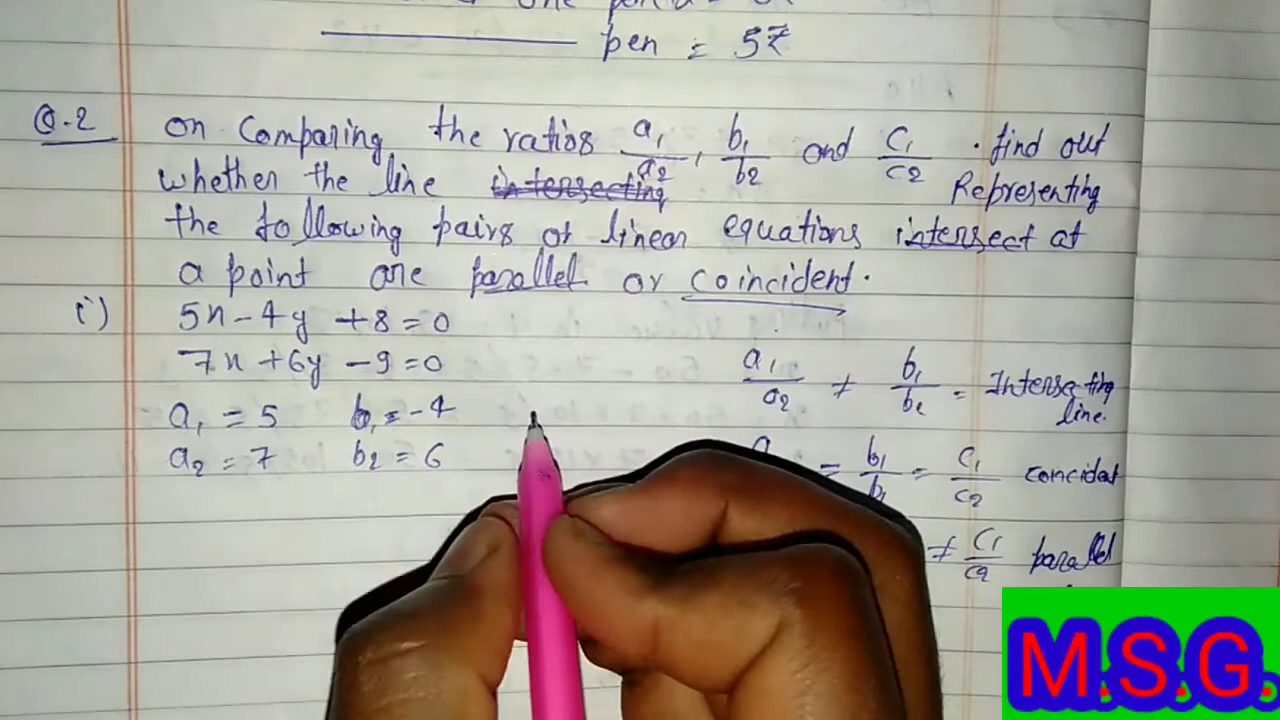 pen = 5₹
Q.2 on Comparing the ratios a₁/a₂, b₁/b₂ and c₁/c₂ . find out
whether the line intersecting Representing
the following pairs of linear equations intersect at
a point are parallel or coincident.
i) 5x - 4y + 8 = 0
7x + 6y - 9 = 0
a₁ = 5 b₁ = -4
a₂ = 7 b₂ = 6
a₁/a₂ ≠ b₁/b₂ = Intersecting
line.
= b₁/b₂ = c₁/c₂ concidat
≠ c₁/c₂ parallel
M.S.G.